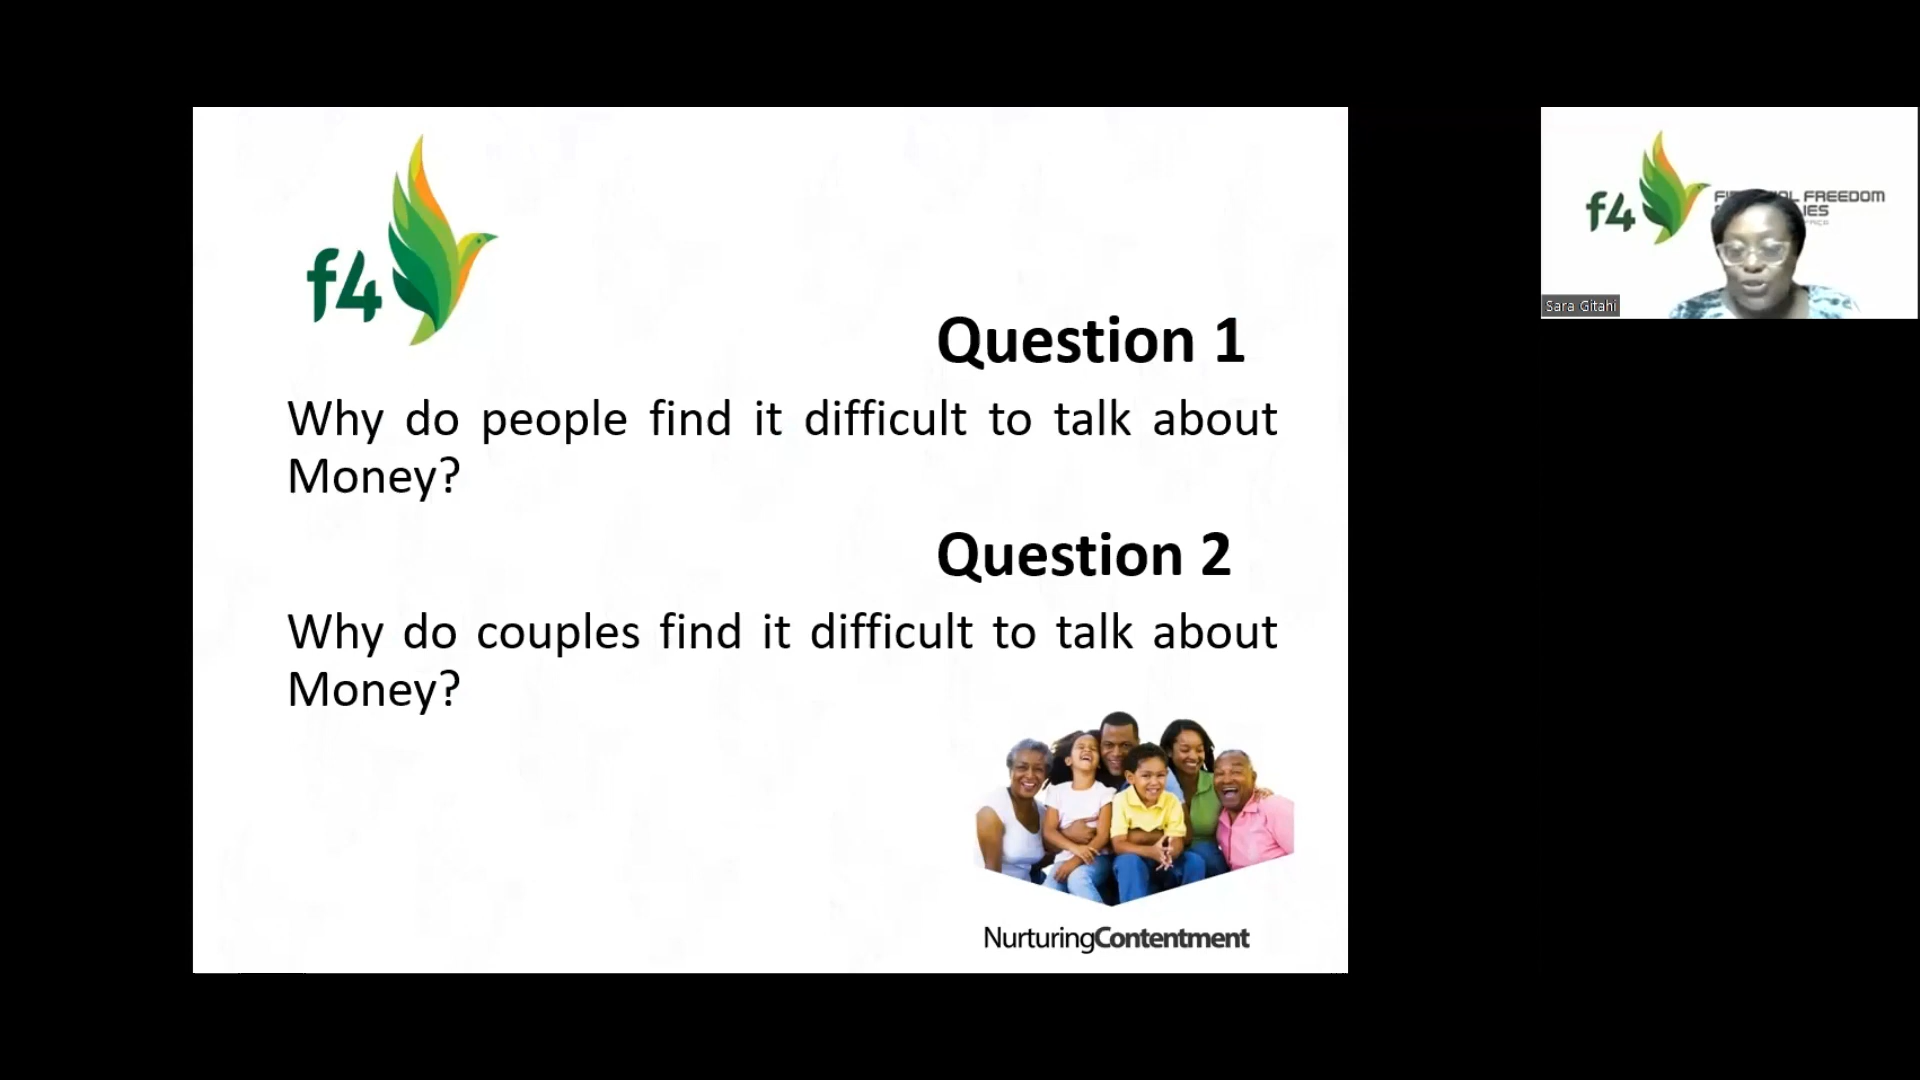 f4
Question 1
Why do people find it difficult to talk about
Money?
Question 2
Why do couples find it difficult to talk about
Money?
NurturingContentment
f4
FREEDOM
Sara Gitahi